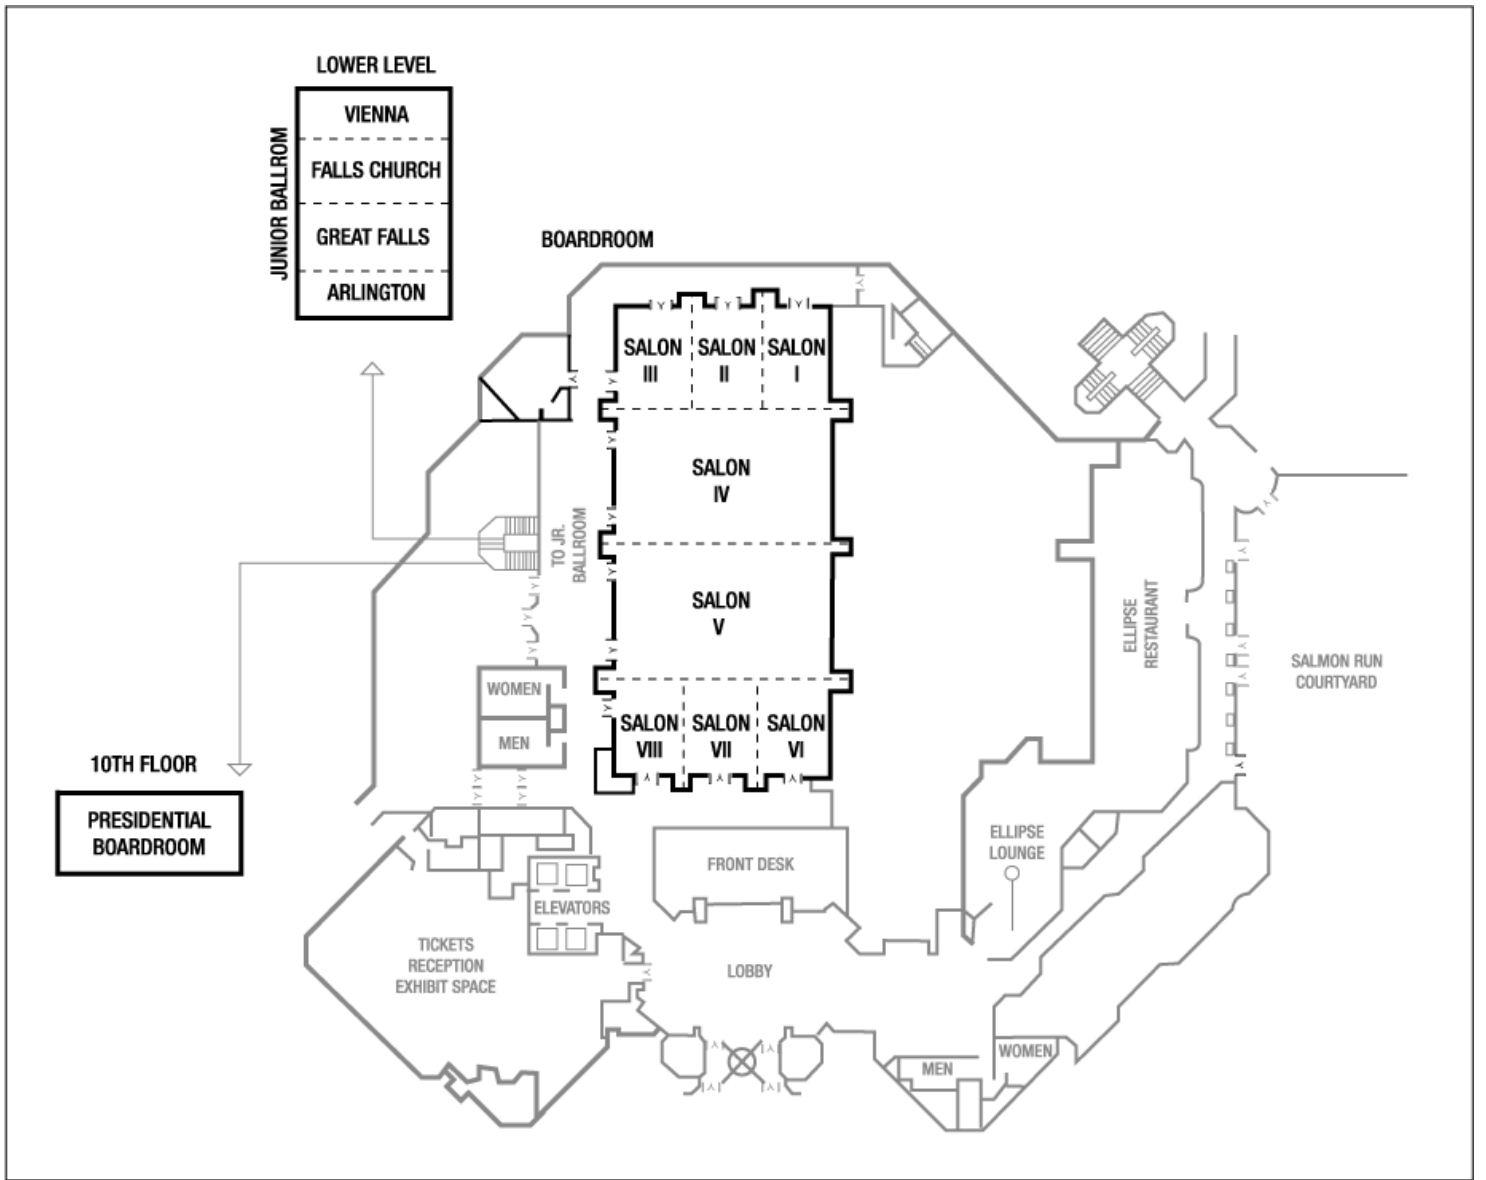 LOWER LEVEL
JUNIOR BALLROM
VIENNA
FALLS CHURCH
GREAT FALLS
ARLINGTON
BOARDROOM
SALON
III
SALON
II
SALON
I
SALON
IV
TO JR.
BALLROOM
SALON
V
ELLIPSE
RESTAURANT
SALMON RUN
COURTYARD
WOMEN
MEN
SALON
VIII
SALON
VII
SALON
VI
10TH FLOOR
PRESIDENTIAL
BOARDROOM
FRONT DESK
ELLIPSE
LOUNGE
ELEVATORS
TICKETS
RECEPTION
EXHIBIT SPACE
LOBBY
MEN
WOMEN